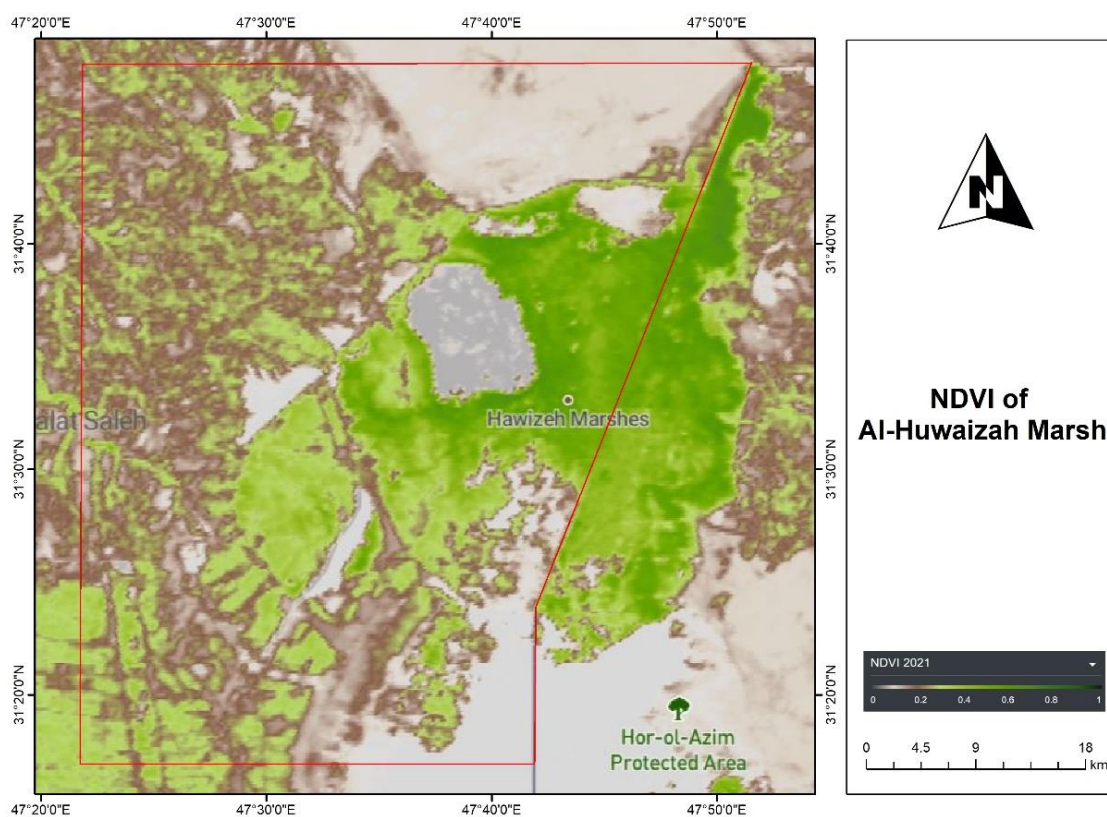 47°20'0"E
47°30'0"E
47°40'0"E
47°50'0"E
31°40'0"N
31°40'0"N
N
NDVI of
Al-Huwaizah Marsh
alat Saleh
Hawizeh Marshes
31°30'0"N
31°30'0"N
NDVI 2021
0 0.2 0.4 0.6 0.8 1
31°20'0"N
31°20'0"N
Hor-ol-Azim
Protected Area
0 4.5 9 18
km
47°20'0"E
47°30'0"E
47°40'0"E
47°50'0"E